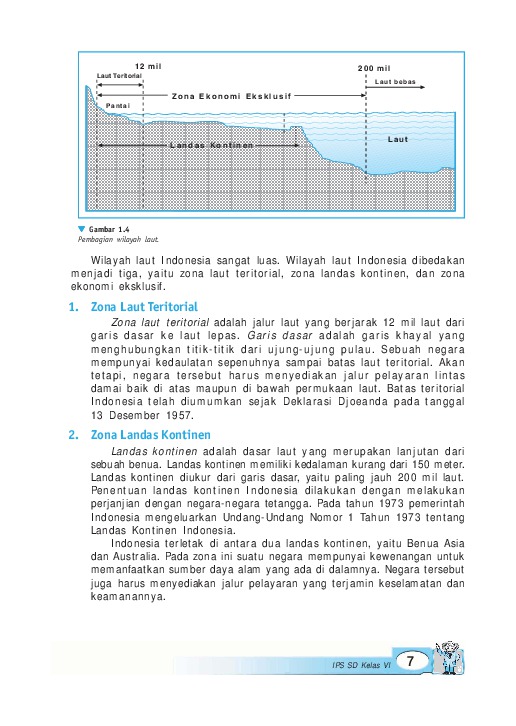 12 mil
200 mil
Laut Teritorial
Laut bebas
Zona Ekonomi Eksklusif
Pantai
Laut
Landas Kontinen
Gambar 1.4
Pembagian wilayah laut.
Wilayah laut Indonesia sangat luas. Wilayah laut Indonesia dibedakan
menjadi tiga, yaitu zona laut teritorial, zona landas kontinen, dan zona
ekonomi eksklusif.
1. Zona Laut Teritorial
Zona laut teritorial adalah jalur laut yang berjarak 12 mil laut dari
garis dasar ke laut lepas. Garis dasar adalah garis khayal yang
menghubungkan titik-titik dari ujung-ujung pulau. Sebuah negara
mempunyai kedaulatan sepenuhnya sampai batas laut teritorial. Akan
tetapi, negara tersebut harus menyediakan jalur pelayaran lintas
damai baik di atas maupun di bawah permukaan laut. Batas teritorial
Indonesia telah diumumkan sejak Deklarasi Djoeanda pada tanggal
13 Desember 1957.
2. Zona Landas Kontinen
Landas kontinen adalah dasar laut yang merupakan lanjutan dari
sebuah benua. Landas kontinen memiliki kedalaman kurang dari 150 meter.
Landas kontinen diukur dari garis dasar, yaitu paling jauh 200 mil laut.
Penentuan landas kontinen Indonesia dilakukan dengan melakukan
perjanjian dengan negara-negara tetangga. Pada tahun 1973 pemerintah
Indonesia mengeluarkan Undang-Undang Nomor 1 Tahun 1973 tentang
Landas Kontinen Indonesia.
Indonesia terletak di antara dua landas kontinen, yaitu Benua Asia
dan Australia. Pada zona ini suatu negara mempunyai kewenangan untuk
memanfaatkan sumber daya alam yang ada di dalamnya. Negara tersebut
juga harus menyediakan jalur pelayaran yang terjamin keselamatan dan
keamanannya.
IPS SD Kelas VI 7